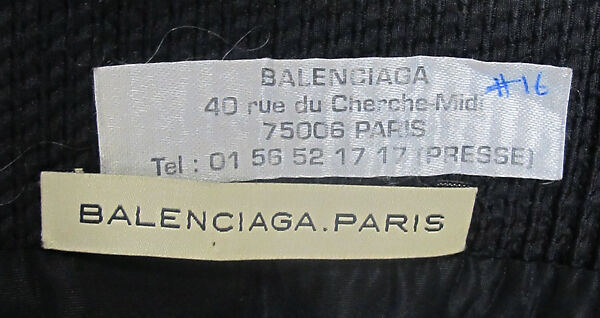 BALENCIAGA #16
40 rue du Cherche-Midi
75006 PARIS
Tel : 01 56 52 17 17 (PRESSE)
BALENCIAGA.PARIS